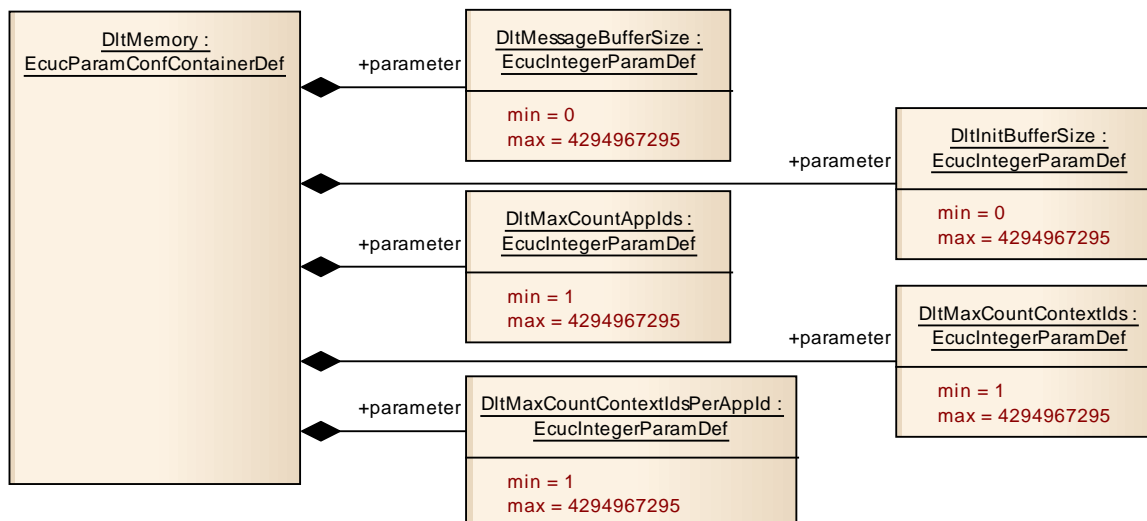 DltMemory :
EcucParamConfContainerDef
+parameter
DltMessageBufferSize :
EcucIntegerParamDef
min = 0
max = 4294967295
+parameter
DltInitBufferSize :
EcucIntegerParamDef
min = 0
max = 4294967295
+parameter
DltMaxCountAppIds :
EcucIntegerParamDef
min = 1
max = 4294967295
+parameter
DltMaxCountContextIds :
EcucIntegerParamDef
min = 1
max = 4294967295
+parameter
DltMaxCountContextIdsPerAppId :
EcucIntegerParamDef
min = 1
max = 4294967295